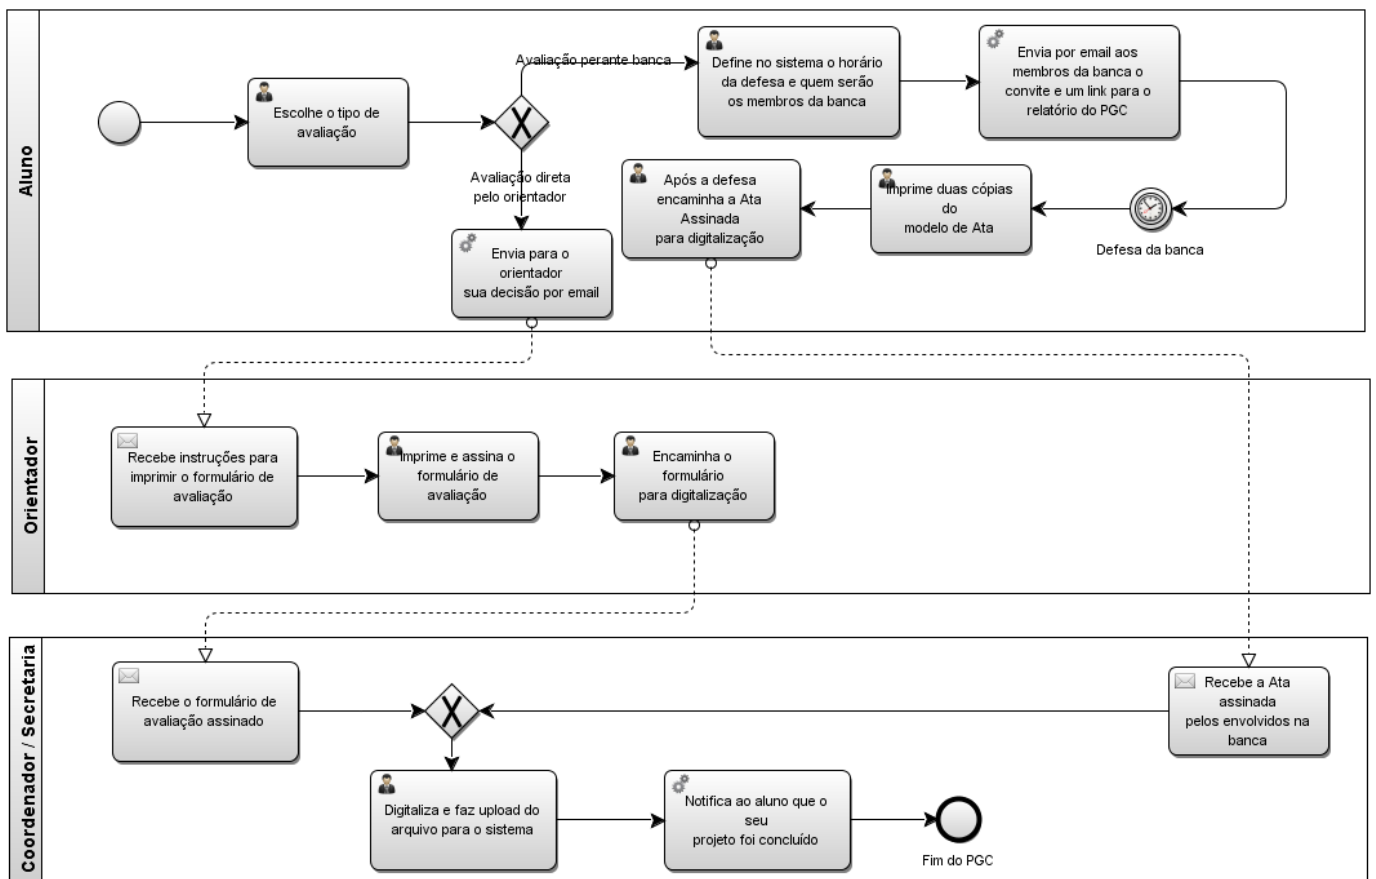 Aluno
Escolhe o tipo de
avaliação
Avaliação perante banca
Avaliação direta
pelo orientador
Define no sistema o horário
da defesa e quem serão
os membros da banca
Envia por email aos
membros da banca o
convite e um link para o
relatório do PGC
Defesa da banca
Imprime duas cópias
do
modelo de Ata
Após a defesa
encaminha a Ata
Assinada
para digitalização
Envia para o
orientador
sua decisão por email
Orientador
Recebe instruções para
imprimir o formulário de
avaliação
Imprime e assina o
formulário de
avaliação
Encaminha o
formulário
para digitalização
Coordenador / Secretaria
Recebe o formulário de
avaliação assinado
Recebe a Ata
assinada
pelos envolvidos na
banca
Digitaliza e faz upload do
arquivo para o sistema
Notifica ao aluno que o
seu
projeto foi concluído
Fim do PGC